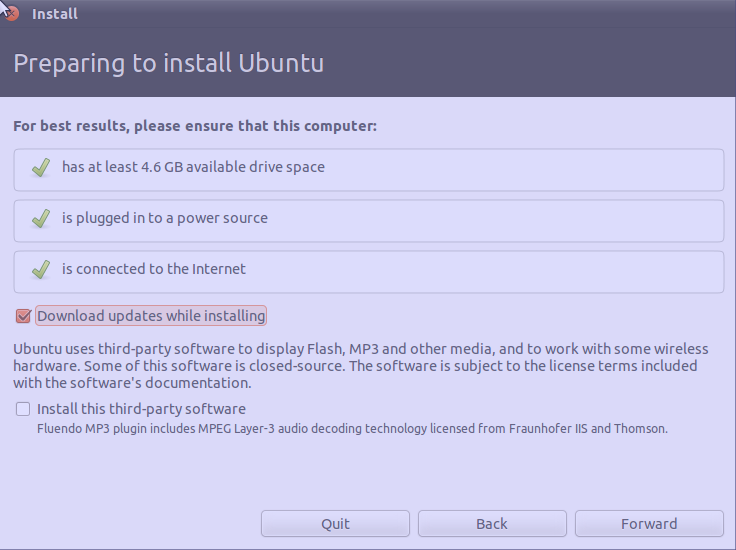 Install
Preparing to install Ubuntu
For best results, please ensure that this computer:
has at least 4.6 GB available drive space
is plugged in to a power source
is connected to the Internet
Download updates while installing
Ubuntu uses third-party software to display Flash, MP3 and other media, and to work with some wireless
hardware. Some of this software is closed-source. The software is subject to the license terms included
with the software's documentation.
Install this third-party software
Fluendo MP3 plugin includes MPEG Layer-3 audio decoding technology licensed from Fraunhofer IIS and Thomson.
Quit
Back
Forward